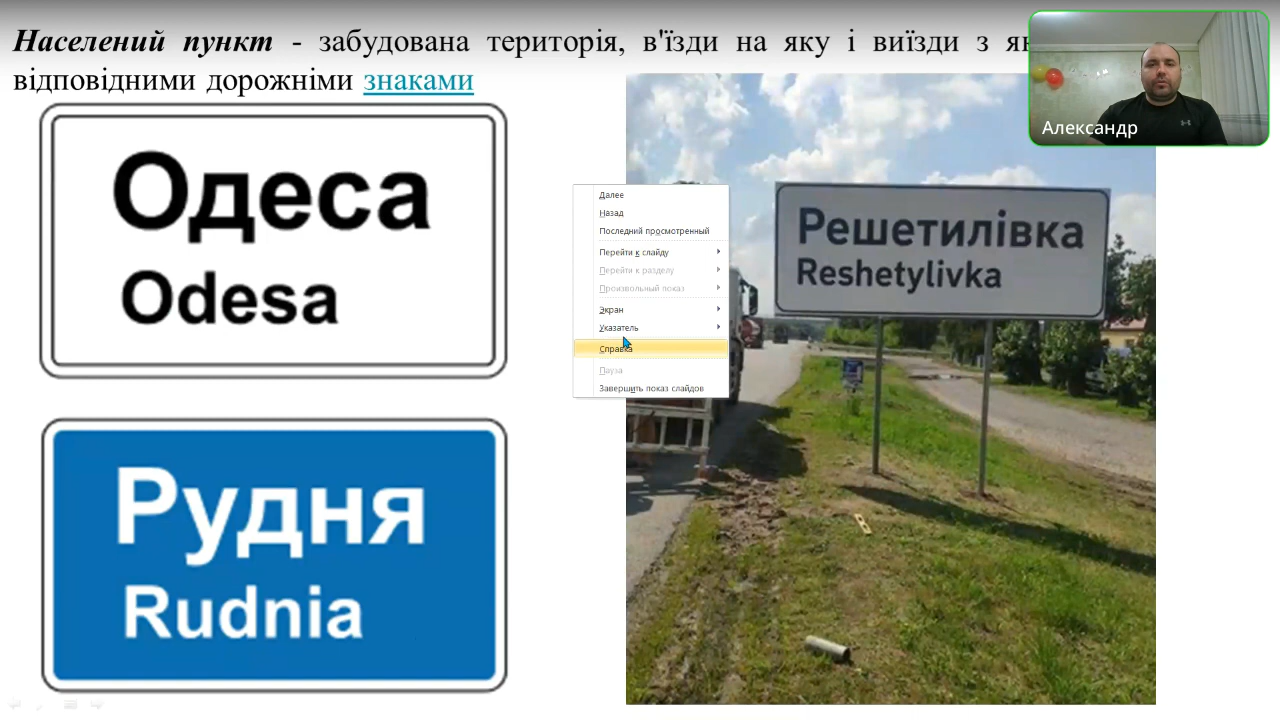 Населений пункт - забудована територія, в'їзди на яку і виїзди з
відповідними дорожніми знаками
Александр
Одеса
Odesa
Решетилівка
Reshetylivka
Далее
Назад
Последний просмотренный
Перейти к слайду
Перейти к разделу
Произвольный показ
Экран
Указатель
Справка
Пауза
Завершить показ слайдов
Рудня
Rudnia